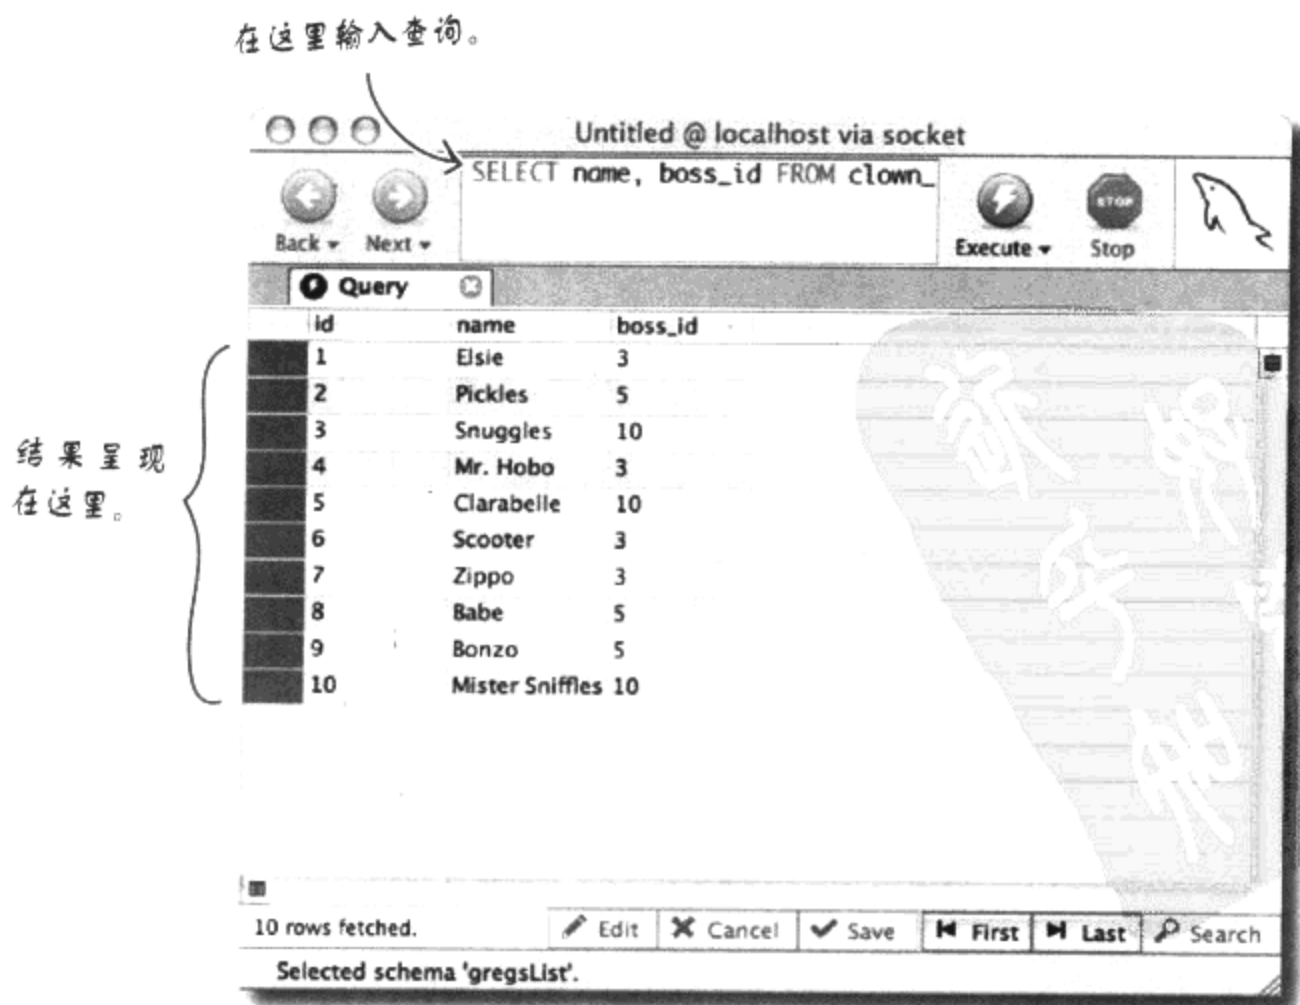 在这里输入查询。
Untitled @ localhost via socket
SELECT name, boss_id FROM clown_
Back Next
Execute Stop
STOP
Query
id name boss_id
1 Elsie 3
2 Pickles 5
3 Snuggles 10
4 Mr. Hobo 3
5 Clarabelle 10
6 Scooter 3
7 Zippo 3
8 Babe 5
9 Bonzo 5
10 Mister Sniffles 10
结果呈现
在这里。
10 rows fetched. Edit Cancel Save First Last Search
Selected schema 'gregsList'.